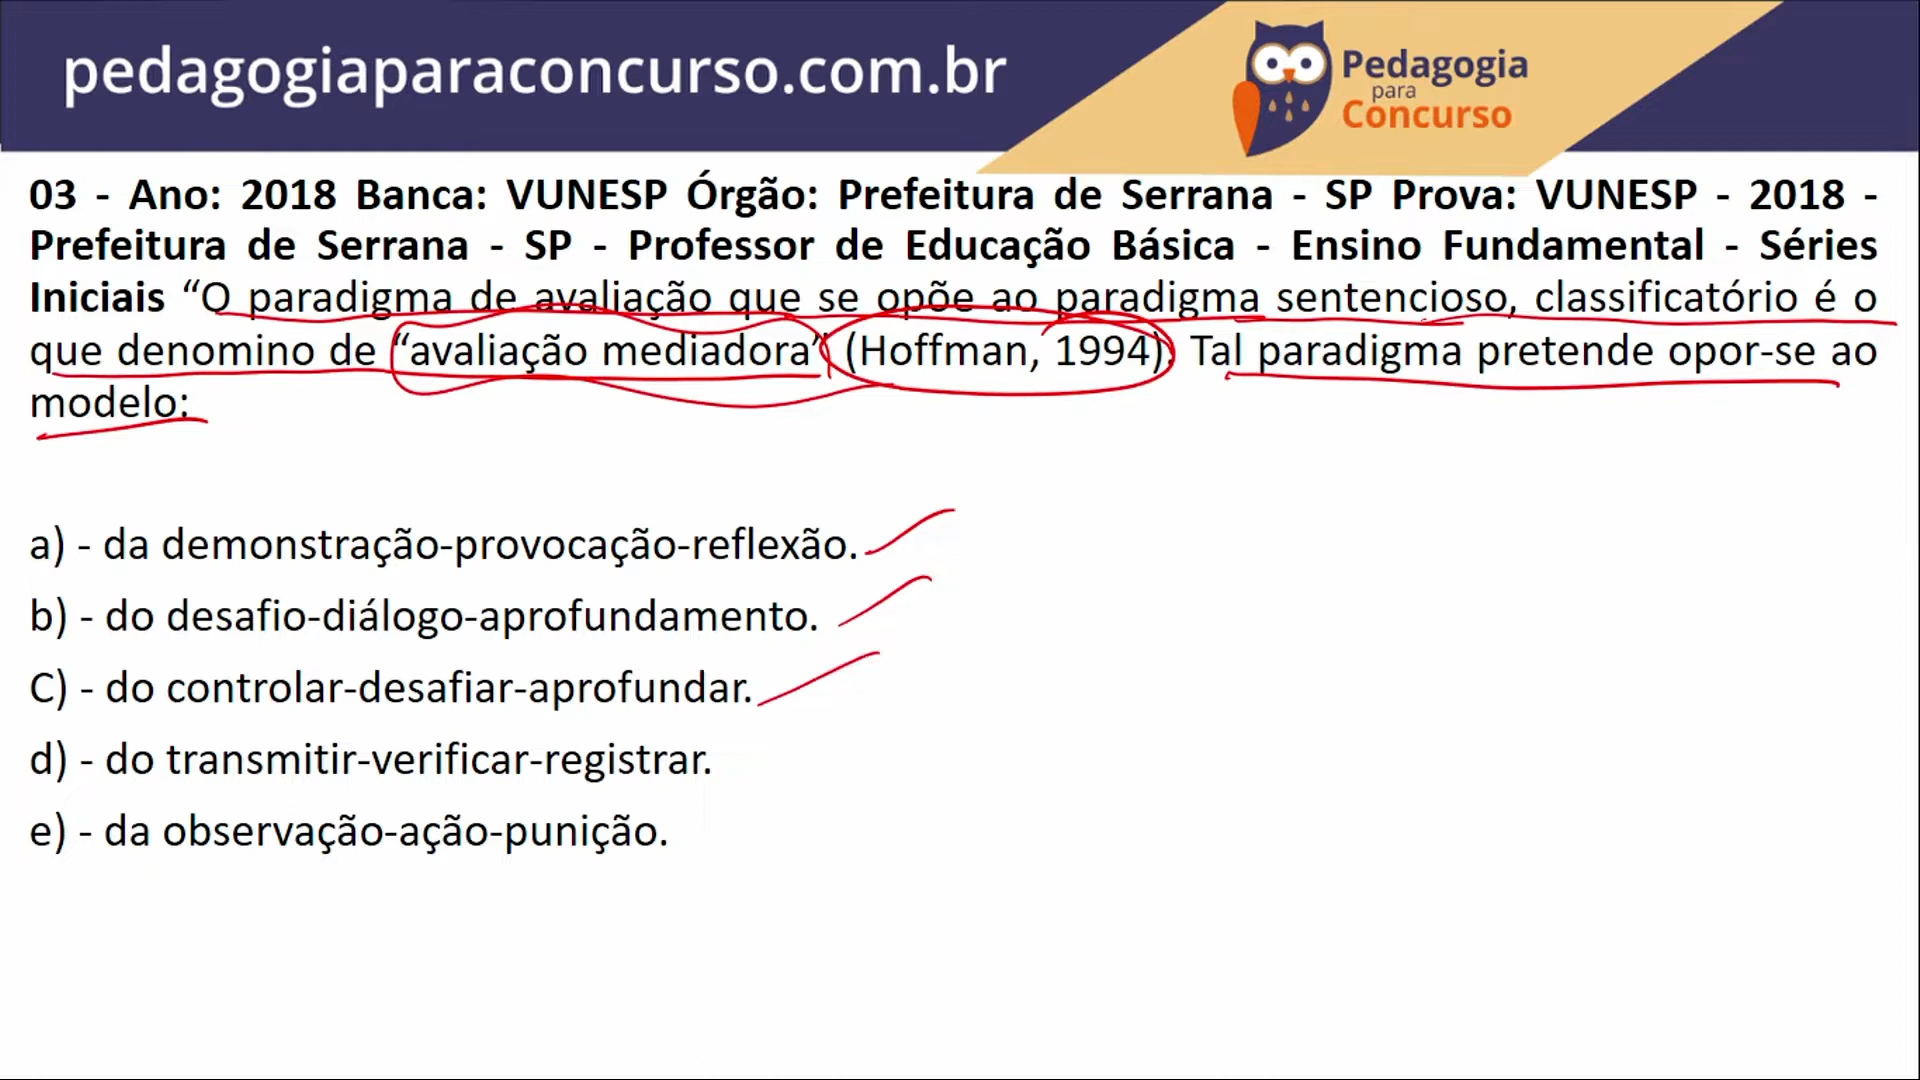 pedagogiaparaconcurso.com.br
Pedagogia
para
Concurso
03 - Ano: 2018 Banca: VUNESP Órgão: Prefeitura de Serrana - SP Prova: VUNESP - 2018 -
Prefeitura de Serrana - SP - Professor de Educação Básica - Ensino Fundamental - Séries
Iniciais “O paradigma de avaliação que se opõe ao paradigma sentencioso, classificatório é o
que denomino de “avaliação mediadora” (Hoffman, 1994). Tal paradigma pretende opor-se ao
modelo:
a) - da demonstração-provocação-reflexão.
b) - do desafio-diálogo-aprofundamento.
C) - do controlar-desafiar-aprofundar.
d) - do transmitir-verificar-registrar.
e) - da observação-ação-punição.